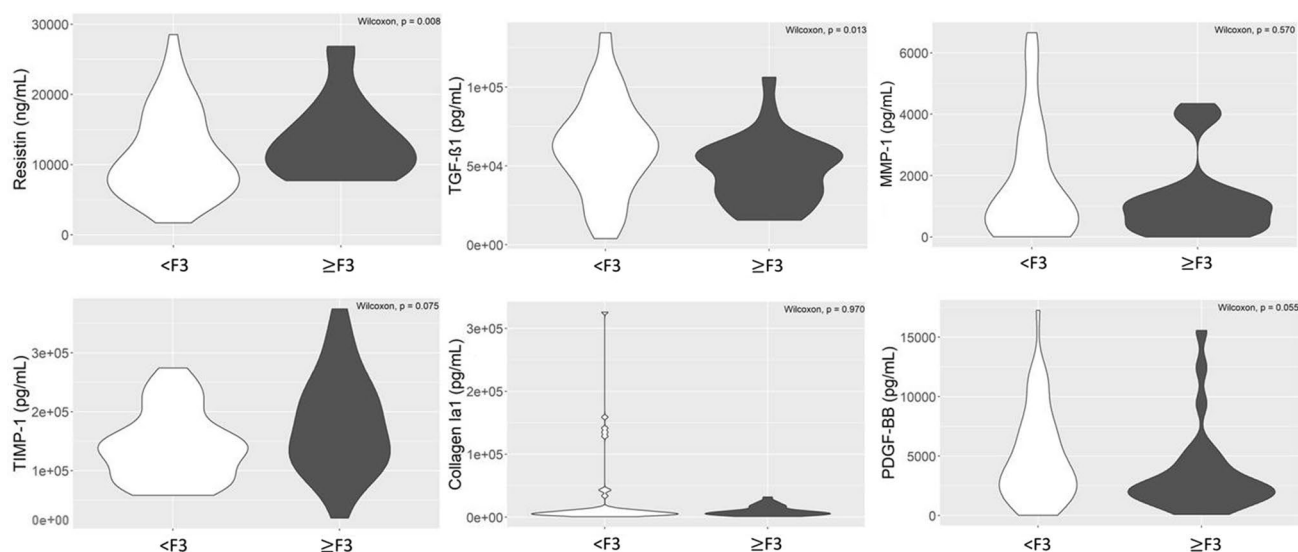 Wilcoxon, p = 0.008
Resistin (ng/mL)
30000
20000
10000
0
<F3
≥F3
Wilcoxon, p = 0.013
TGF-ß1 (pg/mL)
1e+05
5e+04
0e+00
<F3
≥F3
Wilcoxon, p = 0.570
MMP-1 (pg/mL)
6000
4000
2000
0
<F3
≥F3
Wilcoxon, p = 0.075
TIMP-1 (pg/mL)
3e+05
2e+05
1e+05
0e+00
<F3
≥F3
Wilcoxon, p = 0.970
Collagen Ia1 (pg/mL)
3e+05
2e+05
1e+05
0e+00
<F3
≥F3
Wilcoxon, p = 0.055
PDGF-BB (pg/mL)
15000
10000
5000
0
<F3
≥F3